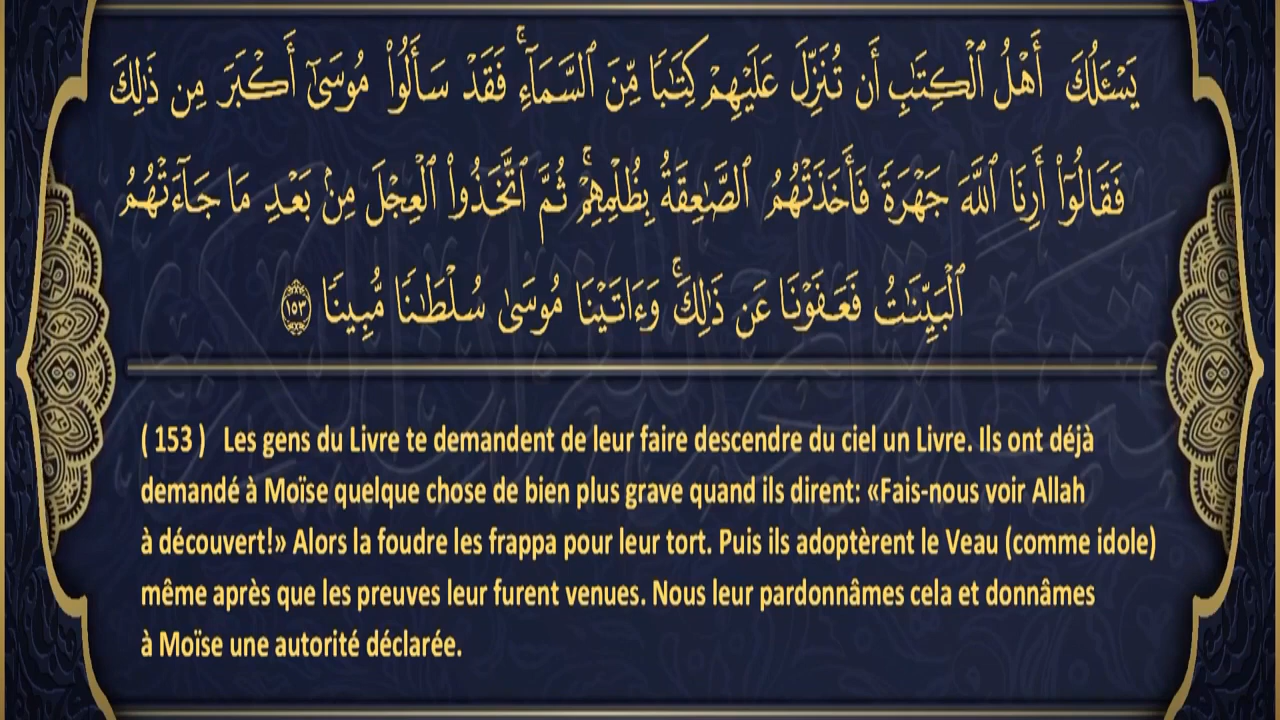 يَسْـَٔلُكَ أَهْلُ ٱلْكِتَٰبِ أَن تُنَزِّلَ عَلَيْهِمْ كِتَٰبًا مِّنَ ٱلسَّمَآءِ ۚ فَقَدْ سَأَلُوا۟ مُوسَىٰٓ أَكْبَرَ مِن ذَٰلِكَ
فَقَالُوٓا۟ أَرِنَا ٱللَّهَ جَهْرَةً فَأَخَذَتْهُمُ ٱلصَّٰعِقَةُ بِظُلْمِهِمْ ۚ ثُمَّ ٱتَّخَذُوا۟ ٱلْعِجْلَ مِنۢ بَعْدِ مَا جَآءَتْهُمُ
ٱلْبَيِّنَٰتُ فَعَفَوْنَا عَن ذَٰلِكَ ۚ وَءَاتَيْنَا مُوسَىٰ سُلْطَٰنًا مُّبِينًا ١٥٣
( 153 ) Les gens du Livre te demandent de leur faire descendre du ciel un Livre. Ils ont déjà
demandé à Moïse quelque chose de bien plus grave quand ils dirent: «Fais-nous voir Allah
à découvert!» Alors la foudre les frappa pour leur tort. Puis ils adoptèrent le Veau (comme idole)
même après que les preuves leur furent venues. Nous leur pardonnâmes cela et donnâmes
à Moïse une autorité déclarée.